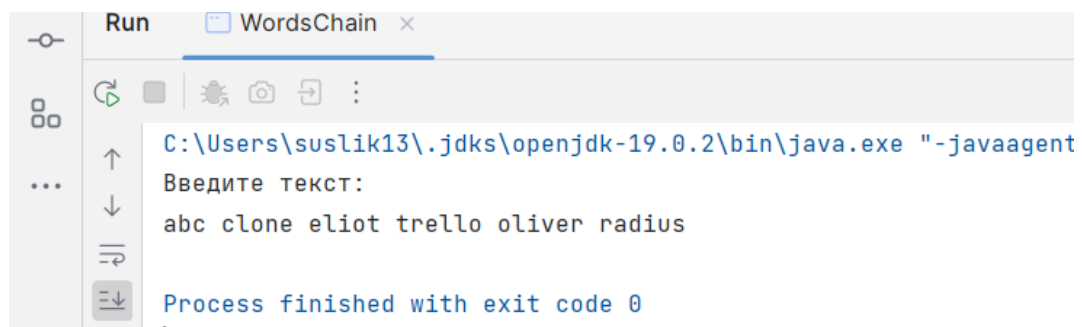 Run WordsChain
C:\Users\suslik13\.jdks\openjdk-19.0.2\bin\java.exe "-javaagent
Введите текст:
abc clone eliot trello oliver radius
Process finished with exit code 0